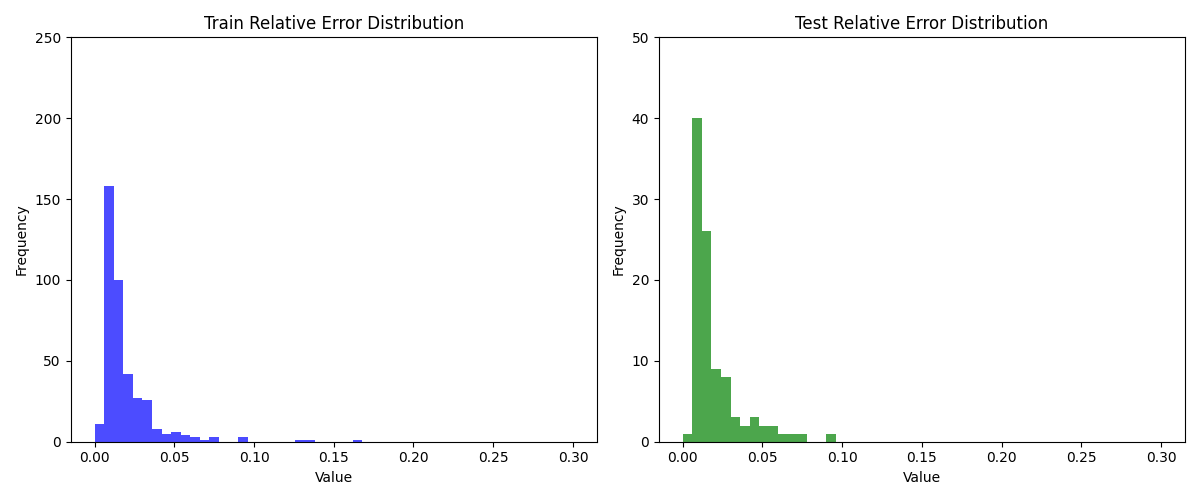 Train Relative Error Distribution
250
200
150
100
50
0
Frequency
0.00 0.05 0.10 0.15 0.20 0.25 0.30
Value
Test Relative Error Distribution
50
40
30
20
10
0
Frequency
0.00 0.05 0.10 0.15 0.20 0.25 0.30
Value